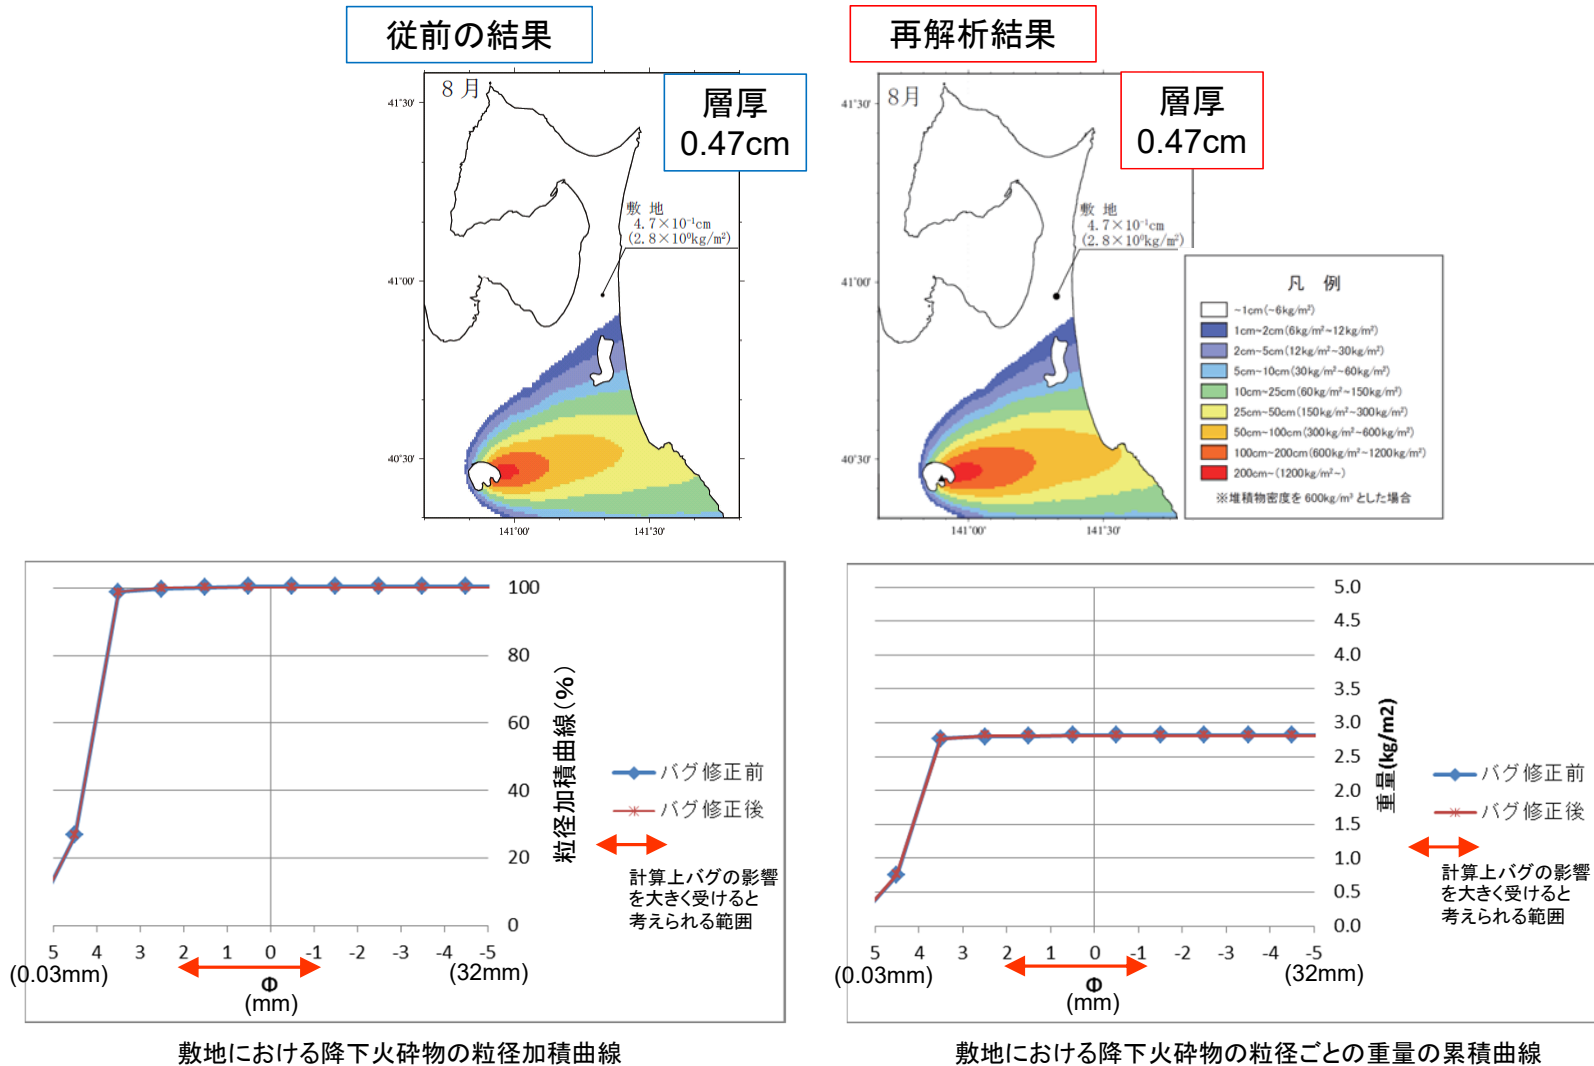 従前の結果
再解析結果
8月
層厚
0.47cm
敷 地
4.7×10⁻¹cm
(2.8×10⁰kg/m²)
41°30'
41°00'
40°30'
141°00'
141°30'
8月
層厚
0.47cm
敷 地
4.7×10⁻¹cm
(2.8×10⁰kg/m²)
41°30'
41°00'
40°30'
141°00'
141°30'
凡 例
~1cm(~6kg/m²)
1cm~2cm(6kg/m²~12kg/m²)
2cm~5cm(12kg/m²~30kg/m²)
5cm~10cm(30kg/m²~60kg/m²)
10cm~25cm(60kg/m²~150kg/m²)
25cm~50cm(150kg/m²~300kg/m²)
50cm~100cm(300kg/m²~600kg/m²)
100cm~200cm(600kg/m²~1200kg/m²)
200cm~(1200kg/m²~)
※堆積物密度を 600kg/m³ とした場合
100
80
60
40
20
0
粒径加積曲線(%)
バグ修正前
バグ修正後
計算上バグの影響
を大きく受けると
考えられる範囲
5 4 3 2 1 0 -1 -2 -3 -4 -5
(0.03mm)
(32mm)
Φ
(mm)
敷地における降下火砕物の粒径加積曲線
5.0
4.5
4.0
3.5
3.0
2.5
2.0
1.5
1.0
0.5
0.0
重量(kg/m2)
バグ修正前
バグ修正後
計算上バグの影響
を大きく受けると
考えられる範囲
5 4 3 2 1 0 -1 -2 -3 -4 -5
(0.03mm)
(32mm)
Φ
(mm)
敷地における降下火砕物の粒径ごとの重量の累積曲線